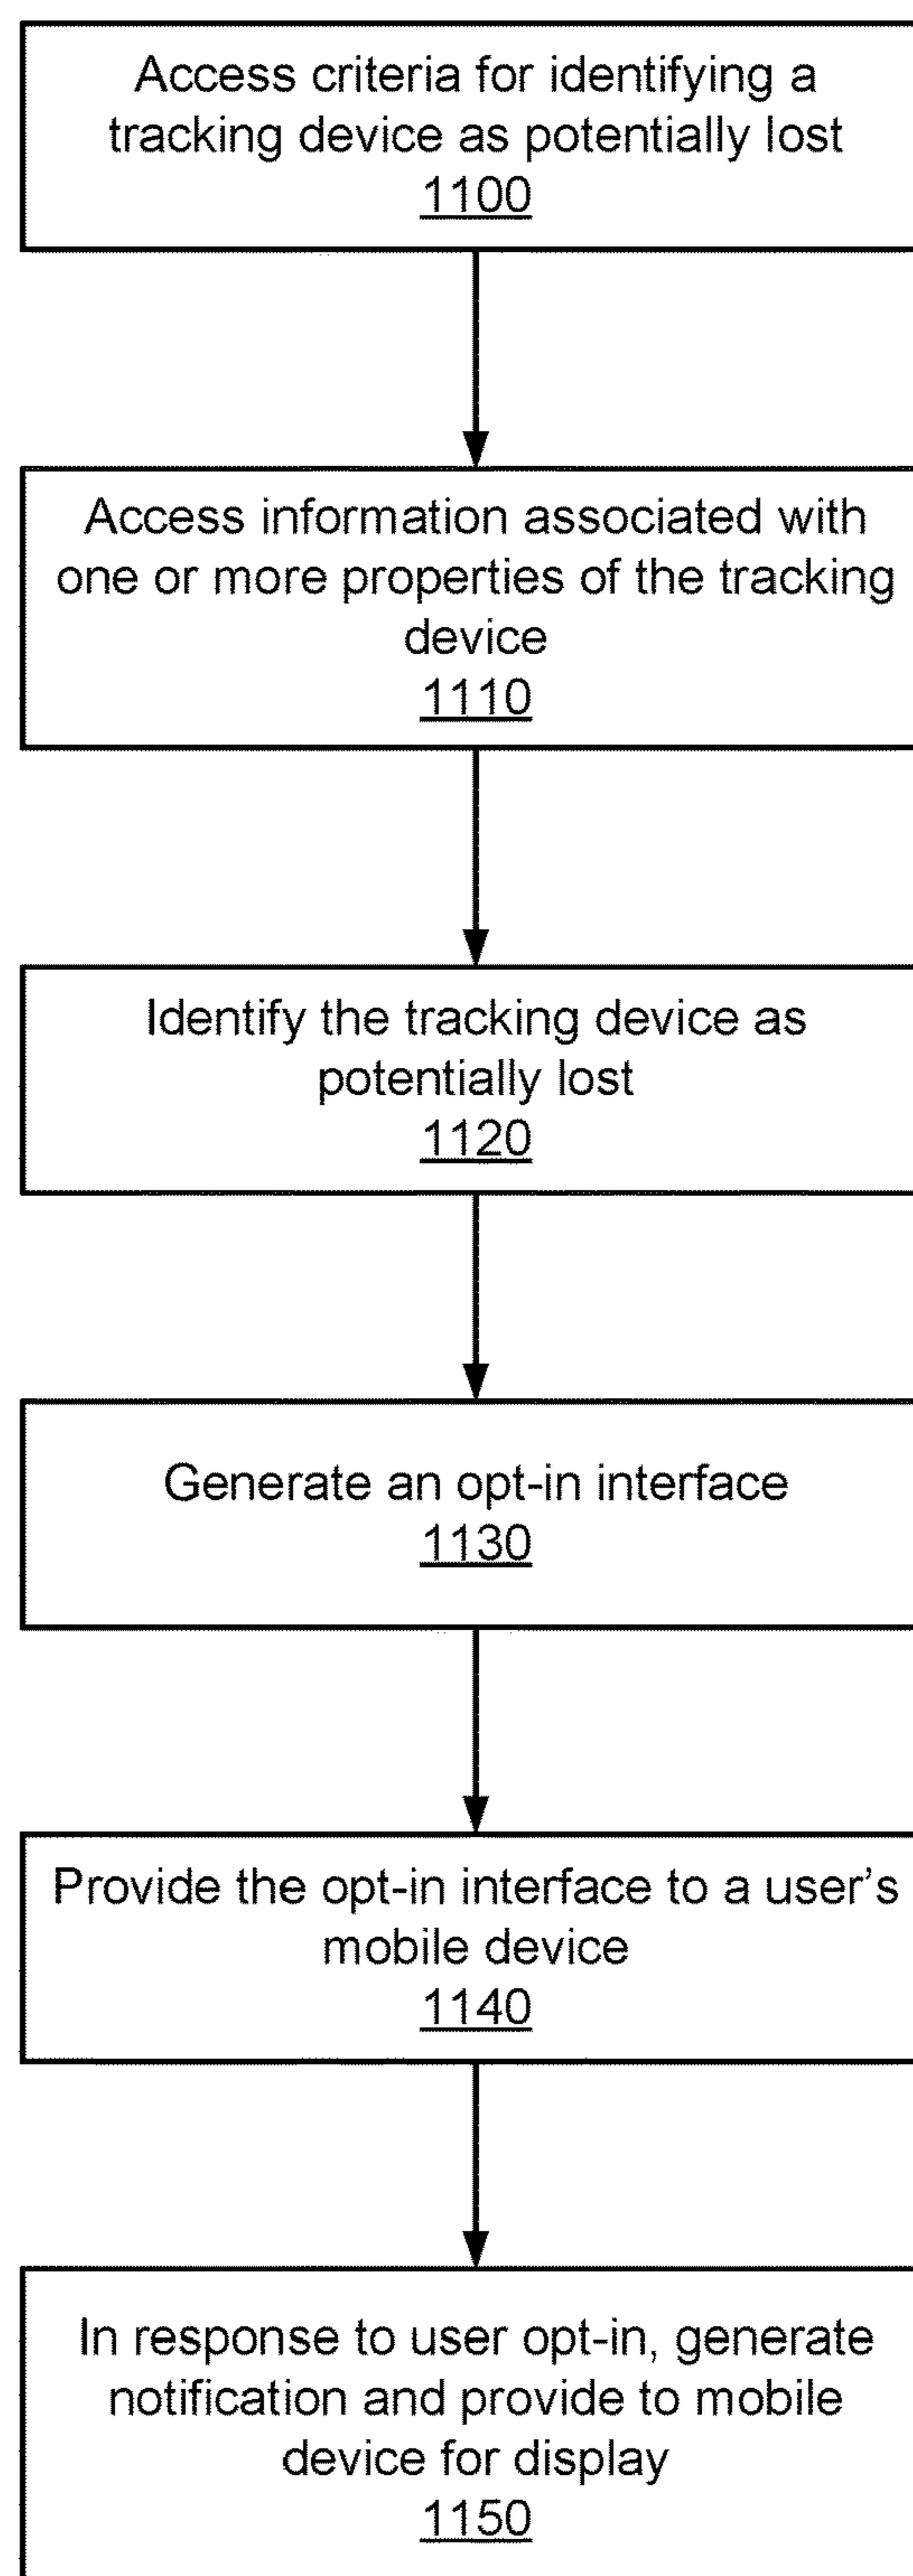 Access criteria for identifying a
tracking device as potentially lost
1100
Access information associated with
one or more properties of the tracking
device
1110
Identify the tracking device as
potentially lost
1120
Generate an opt-in interface
1130
Provide the opt-in interface to a user's
mobile device
1140
In response to user opt-in, generate
notification and provide to mobile
device for display
1150